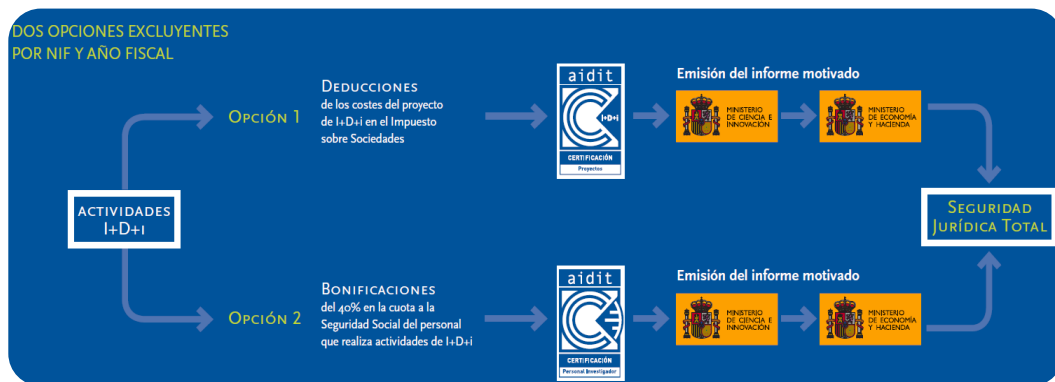 DOS OPCIONES EXCLUYENTES
POR NIF Y AÑO FISCAL
ACTIVIDADES
I+D+I
OPCIÓN 1
DEDUCCIONES
de los costes del proyecto
de I+D+i en el Impuesto
sobre Sociedades
aidit
I+D+i
CERTIFICACIÓN
Proyectos
Emisión del informe motivado
MINISTERIO
DE CIENCIA E
INNOVACIÓN
MINISTERIO
DE ECONOMÍA
Y HACIENDA
OPCIÓN 2
BONIFICACIONES
del 40% en la cuota a la
Seguridad Social del personal
que realiza actividades de I+D+i
aidit
CERTIFICACIÓN
Personal Investigador
Emisión del informe motivado
MINISTERIO
DE CIENCIA E
INNOVACIÓN
MINISTERIO
DE ECONOMÍA
Y HACIENDA
SEGURIDAD
JURÍDICA TOTAL